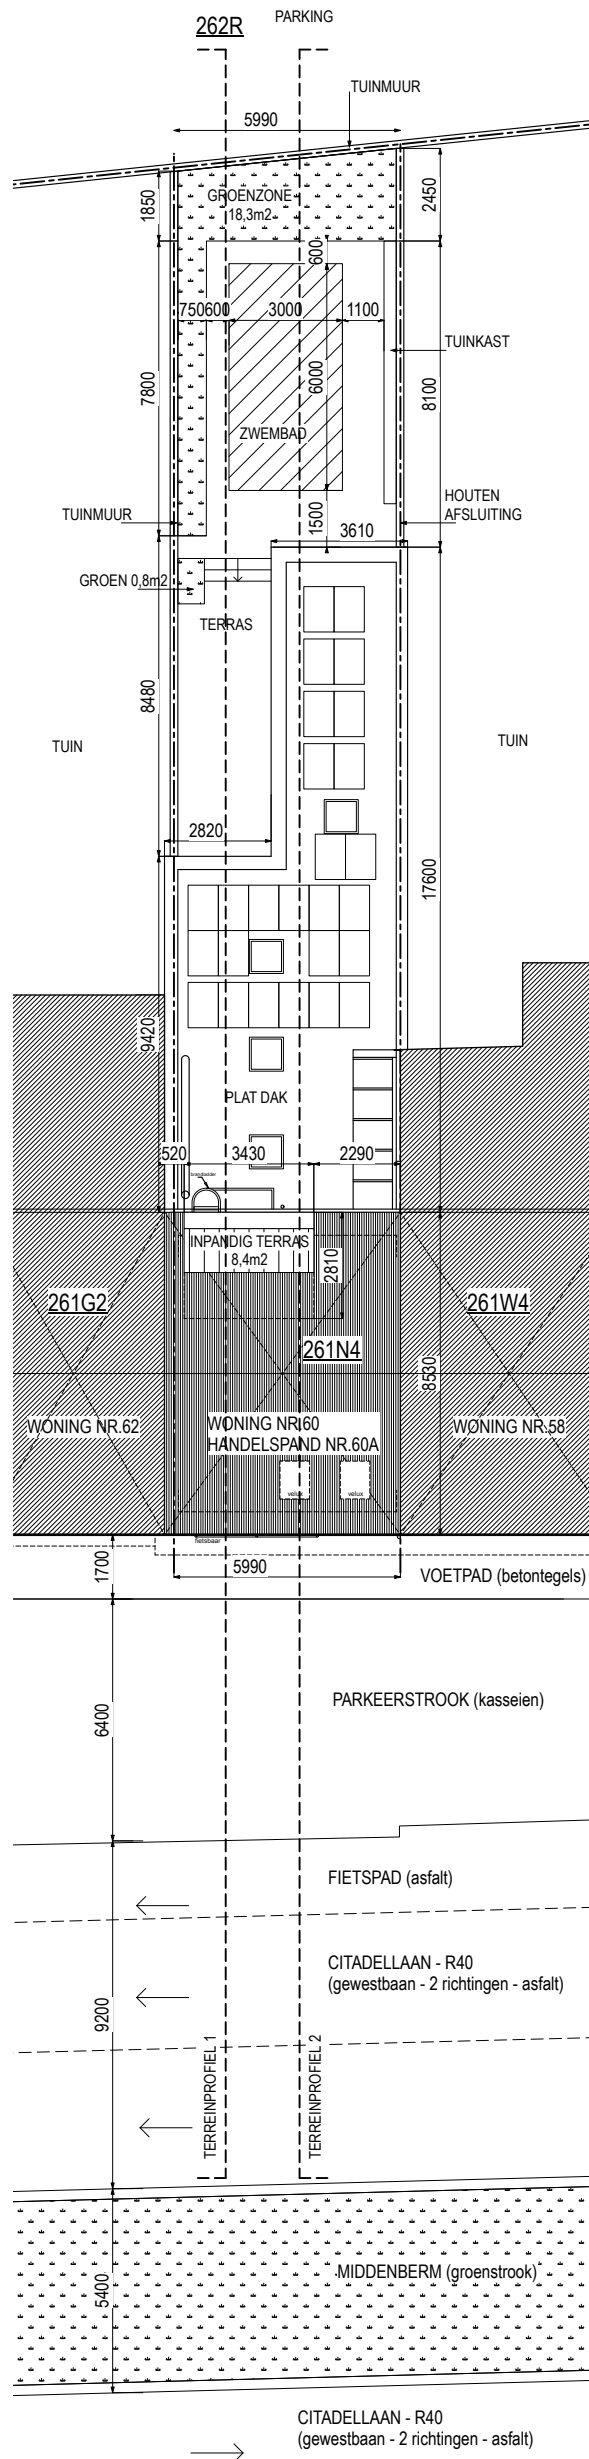 262R
PARKING
TUINMUUR
5990
1850
GROENZONE
18,3m2
2450
600
750
600
3000
1100
TUINKAST
7800
6000
8100
ZWEMBAD
TUINMUUR
1500
HOUTEN
AFSLUITING
3610
GROEN 0,8m2
TERRAS
8480
TUIN
TUIN
2820
17600
9420
PLAT DAK
520
3430
2290
brandladder
INPANDIG TERRAS
8,4m2
2810
261G2
261N4
261W4
8530
WONING NR.62
WONING NR.60
HANDELSPAND NR.60A
WONING NR.58
velux
velux
fietsbaar
1700
5990
VOETPAD (betontegels)
6400
PARKEERSTROOK (kasseien)
FIETSPAD (asfalt)
CITADELLAAN - R40
(gewestbaan - 2 richtingen - asfalt)
9200
TERREINPROFIEL 1
TERREINPROFIEL 2
MIDDENBERM (groenstrook)
5400
CITADELLAAN - R40
(gewestbaan - 2 richtingen - asfalt)